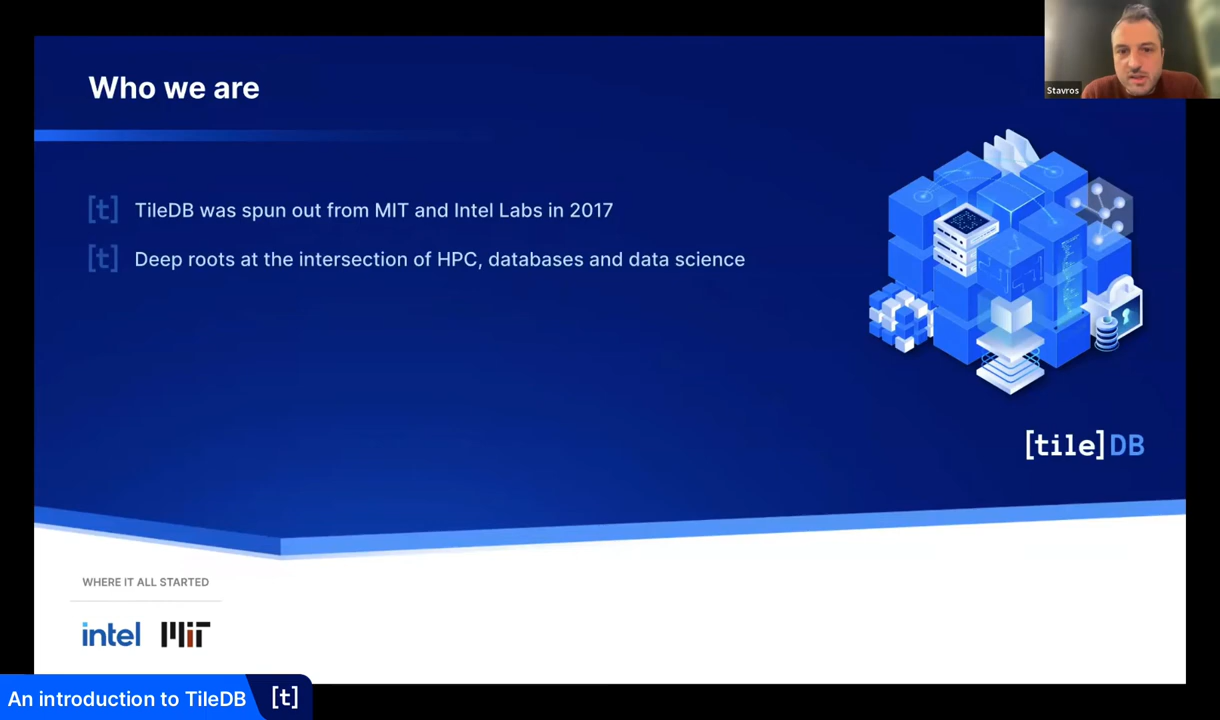 Who we are
Stavros
[t] TileDB was spun out from MIT and Intel Labs in 2017
[t] Deep roots at the intersection of HPC, databases and data science
[tile]DB
WHERE IT ALL STARTED
intel MIT
An introduction to TileDB [t]